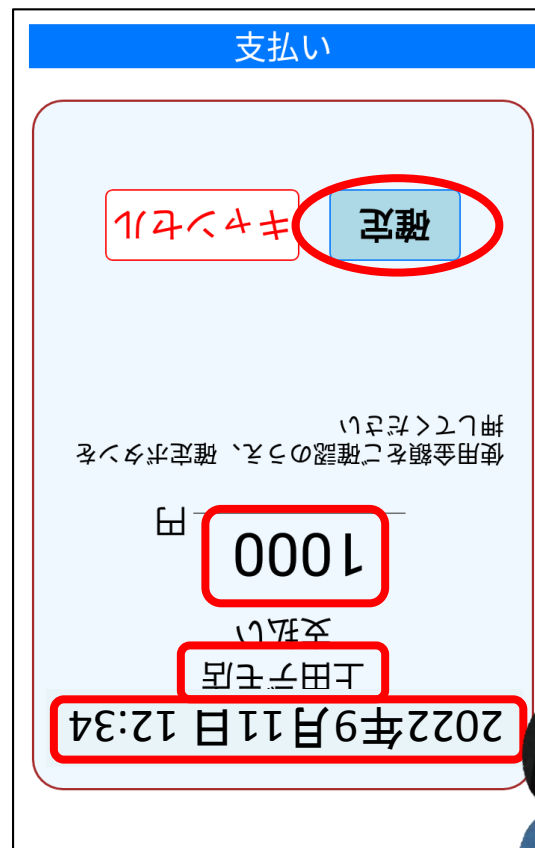 支払い
2022年9月11日 12:34
上田デモ店
支払い
1000 円
使用金額をご確認のうえ、確定ボタンを
押してください
確定 キャンセル